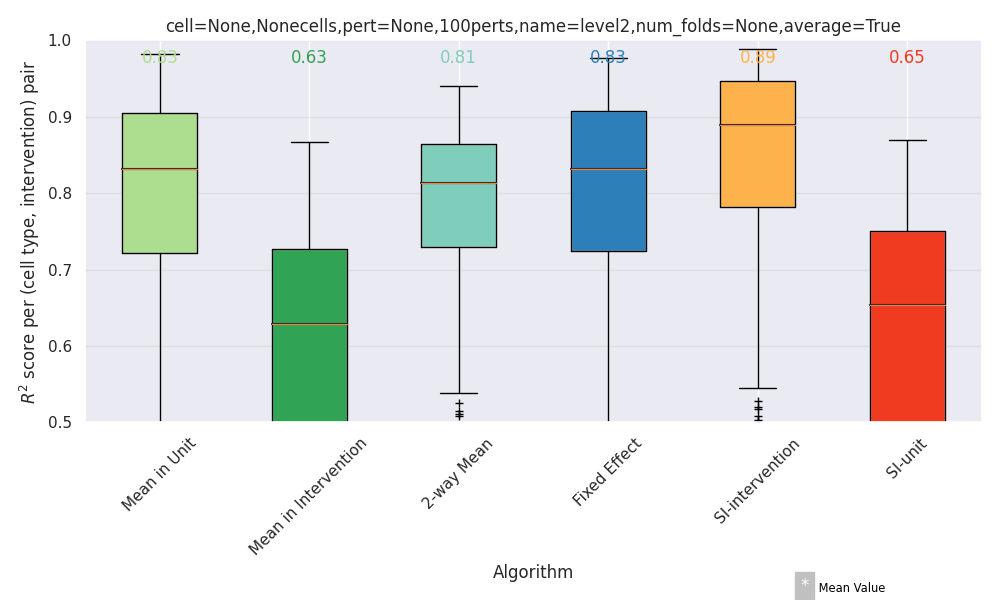 cell=None,Nonecells,pert=None,100perts,name=level2,num_folds=None,average=True
R² score per (cell type, intervention) pair
1.0
0.9
0.8
0.7
0.6
0.5
0.83
0.63
0.81
0.83
0.89
0.65
Mean in Unit
Mean in Intervention
2-way Mean
Fixed Effect
SI-intervention
SI-unit
Algorithm
* Mean Value